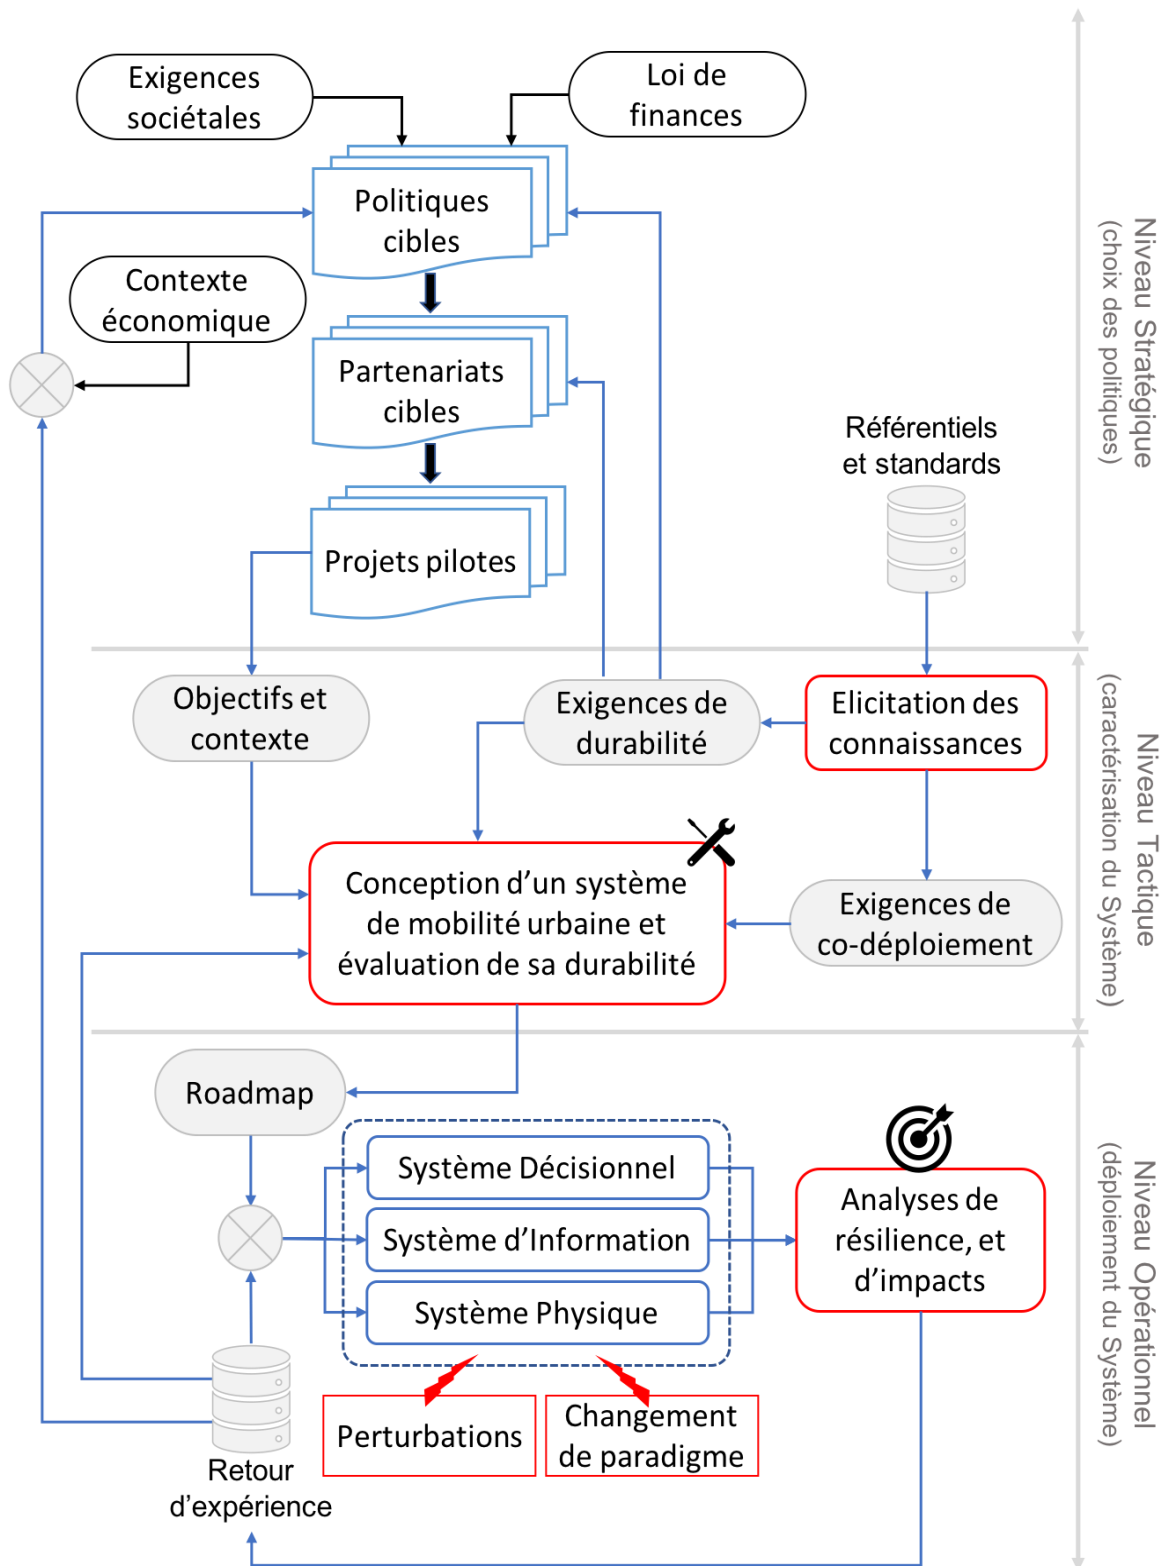 Exigences
sociétales
Loi de
finances
Politiques
cibles
Contexte
économique
Partenariats
cibles
Projets pilotes
Référentiels
et standards
Niveau Stratégique
(choix des politiques)
Objectifs et
contexte
Exigences de
durabilité
Elicitation des
connaissances
Conception d’un système
de mobilité urbaine et
évaluation de sa durabilité
Exigences de
co-déploiement
Niveau Tactique
(caractérisation du Système)
Roadmap
Système Décisionnel
Système d’Information
Système Physique
Analyses de
résilience, et
d’impacts
Perturbations
Changement
de paradigme
Retour
d’expérience
Niveau Opérationnel
(déploiement du Système)